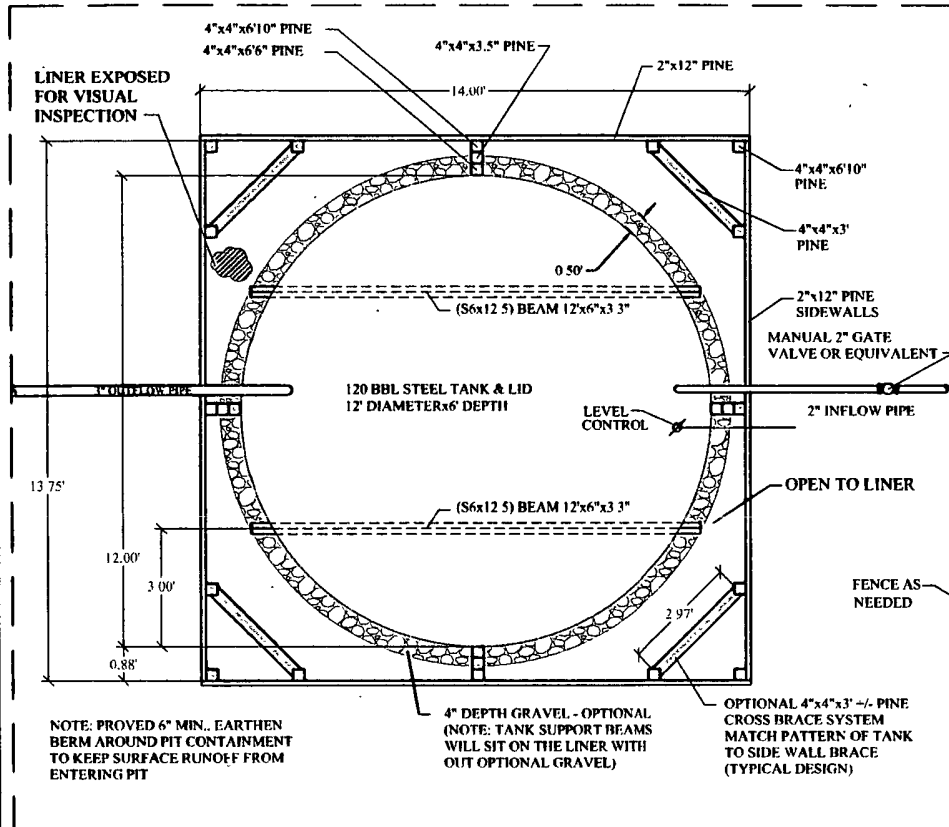 4"x4"x6'10" PINE
4"x4"x6'6" PINE
4"x4"x3.5" PINE
2"x12" PINE
LINER EXPOSED
FOR VISUAL
INSPECTION
14.00'
4"x4"x6'10"
PINE
4"x4"x3'
PINE
0 50'
(S6x12 5) BEAM 12'x6"x3 3"
2"x12" PINE
SIDEWALLS
MANUAL 2" GATE
VALVE OR EQUIVALENT
OUTFLOW PIPE
120 BBL STEEL TANK & LID
12' DIAMETERx6' DEPTH
LEVEL
CONTROL
2" INFLOW PIPE
13 75'
OPEN TO LINER
(S6x12 5) BEAM 12'x6"x3 3"
12.00'
3 00'
2.97'
FENCE AS
NEEDED
0.88'
NOTE: PROVED 6" MIN.. EARTHEN
BERM AROUND PIT CONTAINMENT
TO KEEP SURFACE RUNOFF FROM
ENTERING PIT
4" DEPTH GRAVEL - OPTIONAL
(NOTE: TANK SUPPORT BEAMS
WILL SIT ON THE LINER WITH
OUT OPTIONAL GRAVEL)
OPTIONAL 4"x4"x3' +/- PINE
CROSS BRACE SYSTEM
MATCH PATTERN OF TANK
TO SIDE WALL BRACE
(TYPICAL DESIGN)